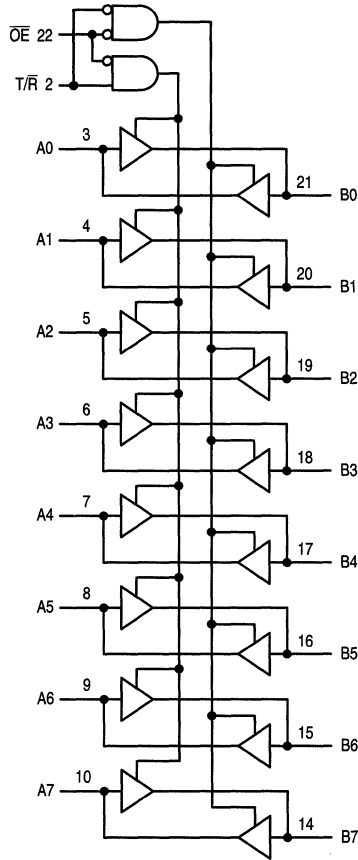 O̅E̅ 22
T/R̅ 2
A0 3
21 B0
A1 4
20 B1
A2 5
19 B2
A3 6
18 B3
A4 7
17 B4
A5 8
16 B5
A6 9
15 B6
A7 10
14 B7